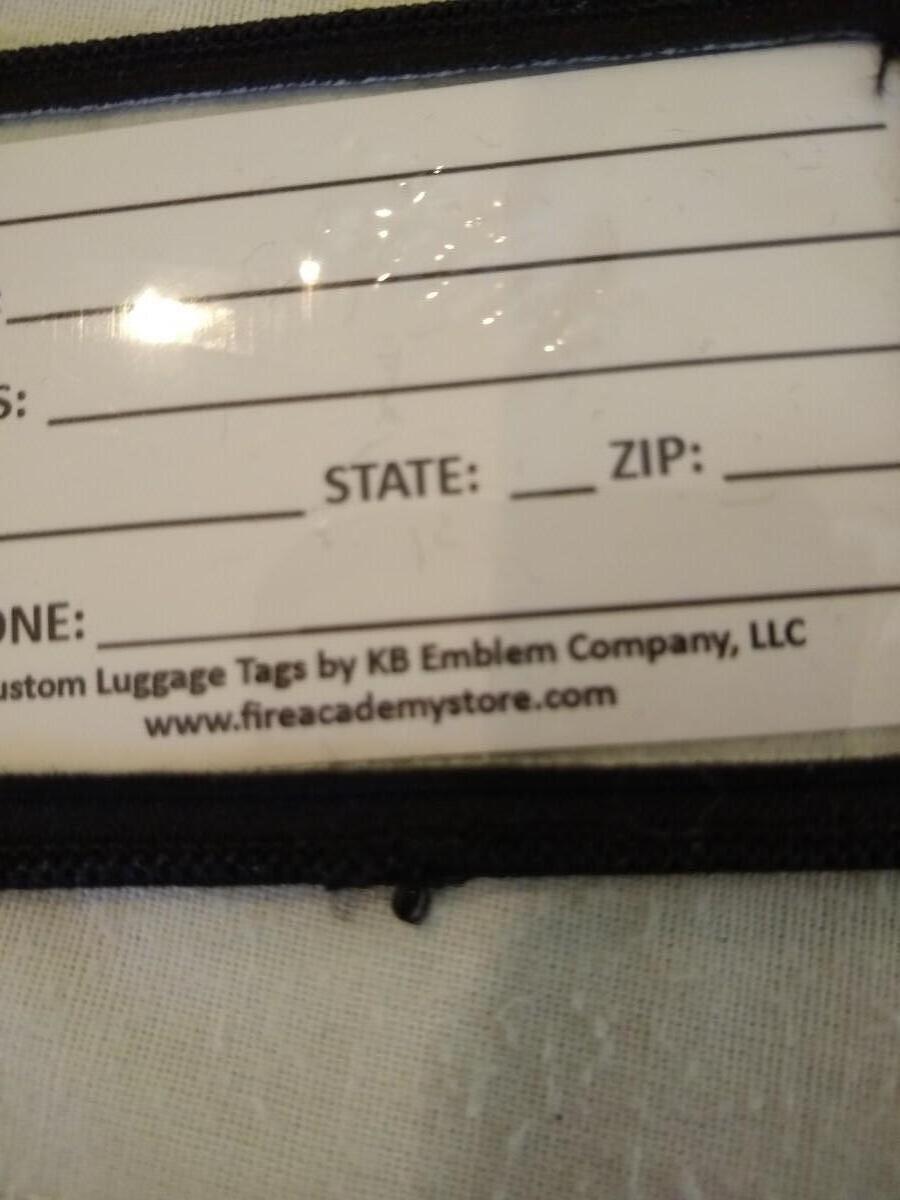 S:
STATE: ZIP:
ONE:
ustom Luggage Tags by KB Emblem Company, LLC
www.fireacademystore.com